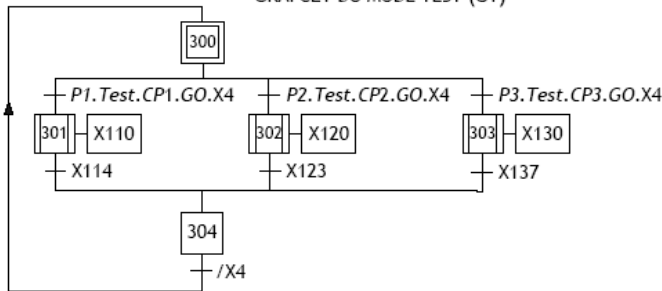 GRAFCET DU MODE TEST (GT)
300
P1.Test.CP1.GO.X4 P2.Test.CP2.GO.X4 P3.Test.CP3.GO.X4
301 X110 302 X120 303 X130
X114 X123 X137
304
/X4